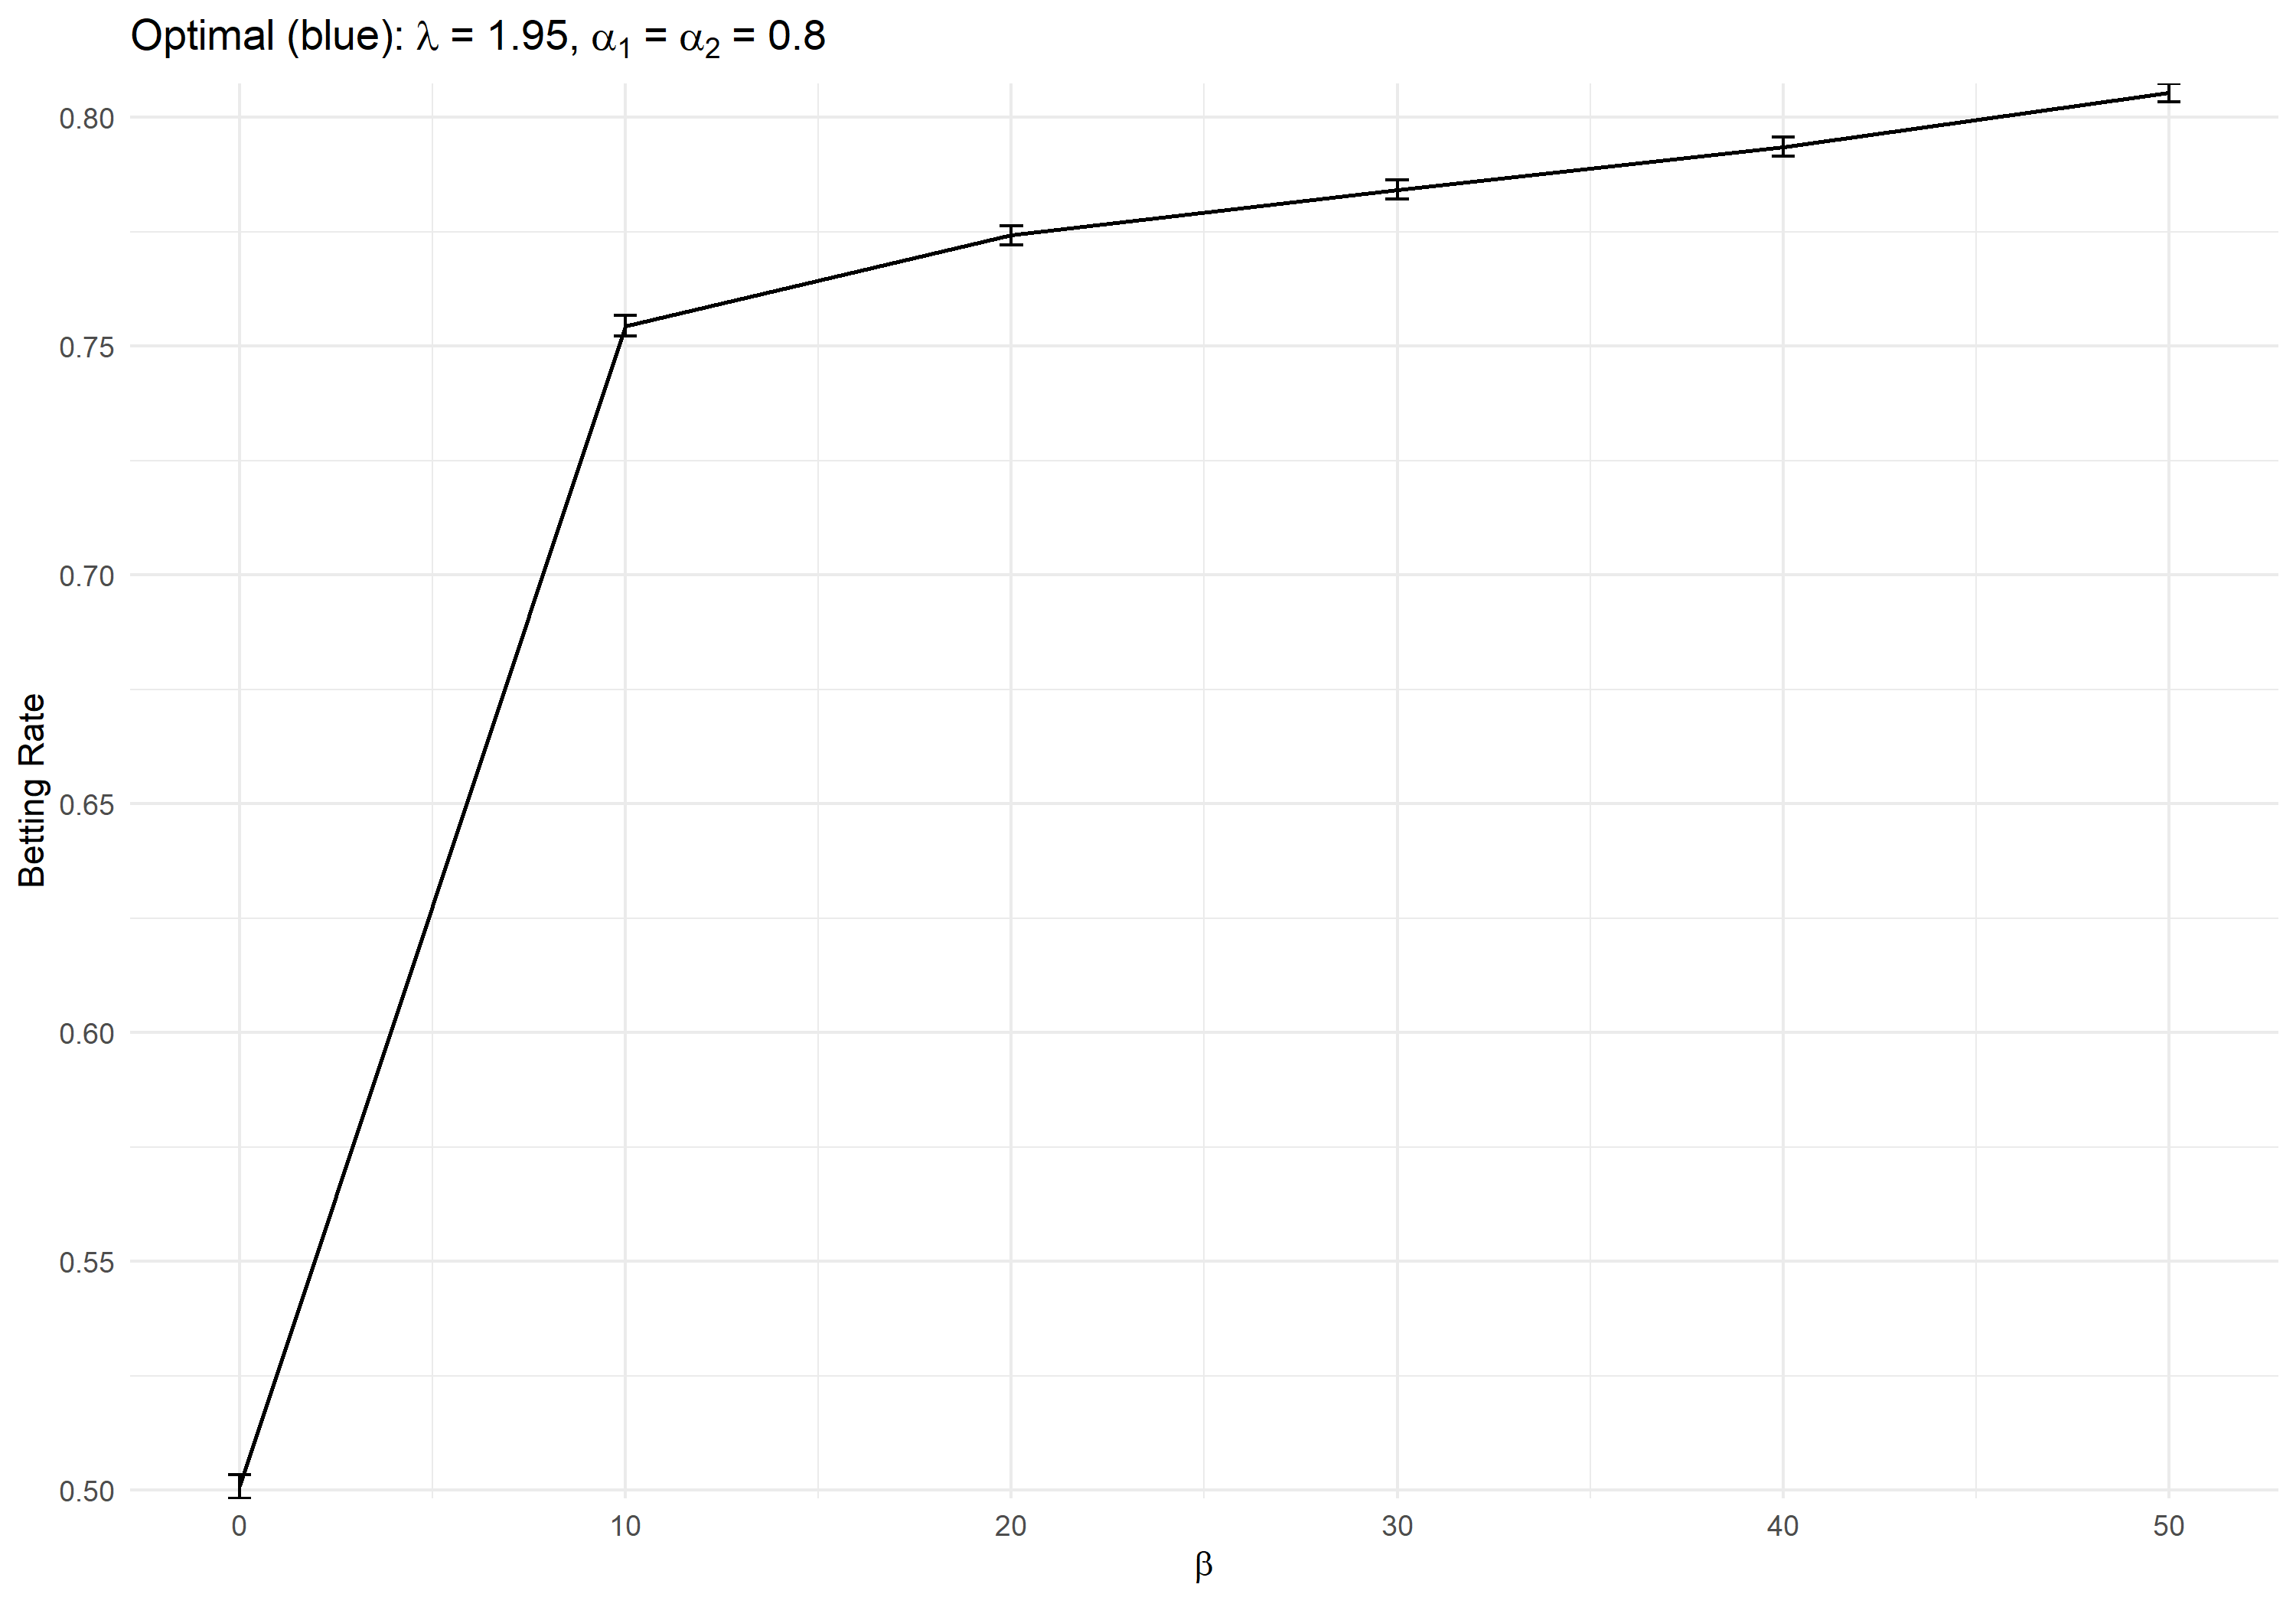 Optimal (blue): λ = 1.95, α₁ = α₂ = 0.8
0.80
0.75
0.70
0.65
0.60
0.55
0.50
Betting Rate
0 10 20 30 40 50
β